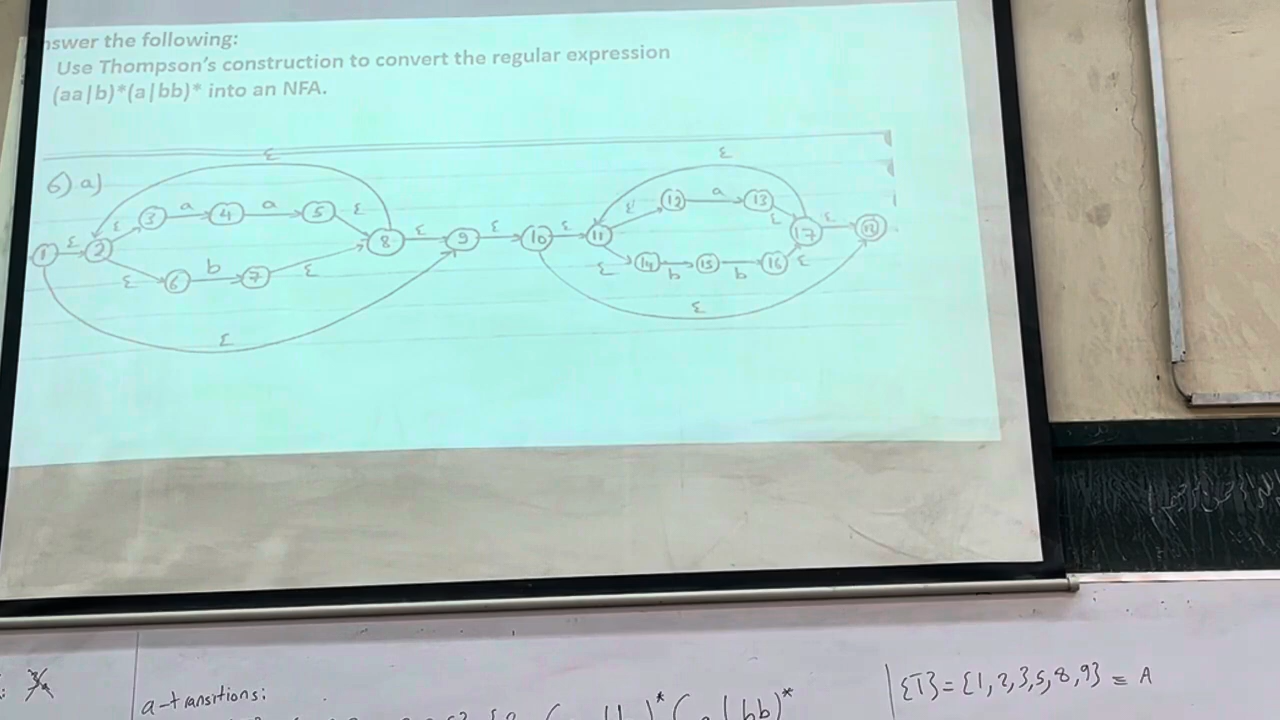 nswer the following:
Use Thompson's construction to convert the regular expression
(aa|b)*(a|bb)* into an NFA.
6) a)
ε
1 ε 2 ε 3 a 4 a 5 ε 8 ε 9 ε 10 ε 11 ε 12 a 13 ε 17 ε 18
ε 6 b 7 ε
ε 14 b 15 b 16 ε
ε
ε
ε
a-transitions:
)* ( a | bb)*
{1} = {1, 2, 3, 5, 8, 9} ≡ A